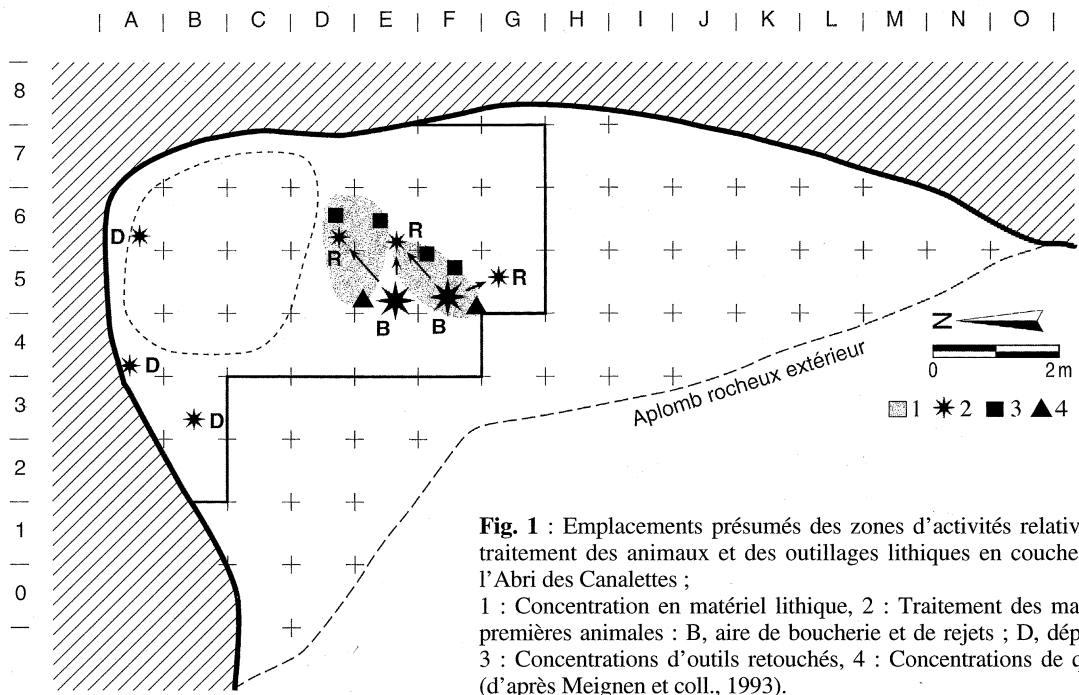 | A | B | C | D | E | F | G | H | I | J | K | L | M | N | O |
8
7
6
5
4
3
2
1
0
D
R
R
R
B
B
D
D
Aplomb rocheux extérieur
N
0 2m
1 2 3 4
Fig. 1 : Emplacements présumés des zones d'activités relativ
traitement des animaux et des outillages lithiques en couche
l'Abri des Canalettes ;
1 : Concentration en matériel lithique, 2 : Traitement des ma
premières animales : B, aire de boucherie et de rejets ; D, dép
3 : Concentrations d'outils retouchés, 4 : Concentrations de
(d'après Meignen et coll., 1993).